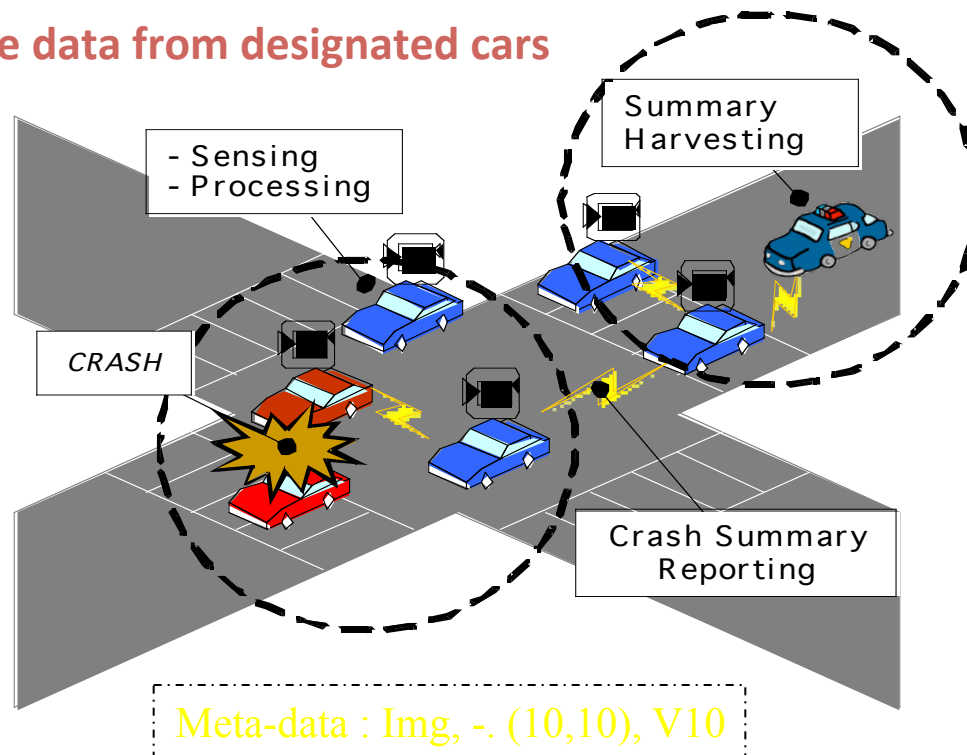 e data from designated cars
Summary
Harvesting
- Sensing
- Processing
CRASH
Crash Summary
Reporting
Meta-data : Img, -. (10,10), V10